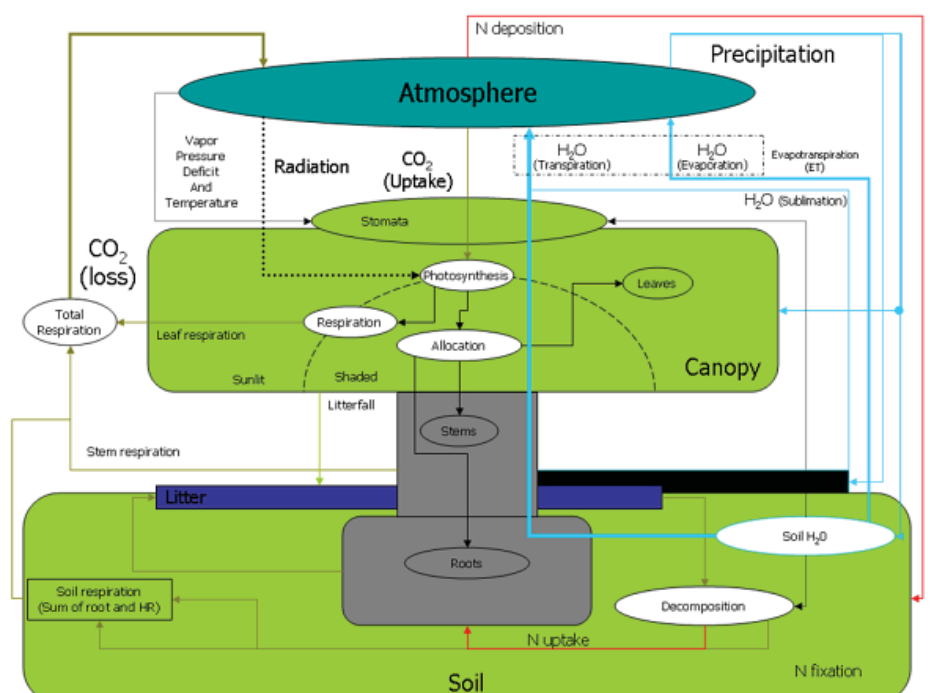 N deposition
Precipitation
Atmosphere
Vapor
Pressure
Deficit
And
Temperature
Radiation
CO₂
(Uptake)
H₂O
(Transpiration)
H₂O
(Evaporation)
Evapotranspiration
(ET)
H₂O (Sublimation)
Stomata
CO₂
(loss)
Photosynthesis
Leaves
Total
Respiration
Leaf respiration
Respiration
Allocation
Canopy
Sunlit
Shaded
Litterfall
Stems
Stem respiration
Litter
Soil H₂0
Roots
Soil respiration
(Sum of root and HR)
Decomposition
N uptake
N fixation
Soil